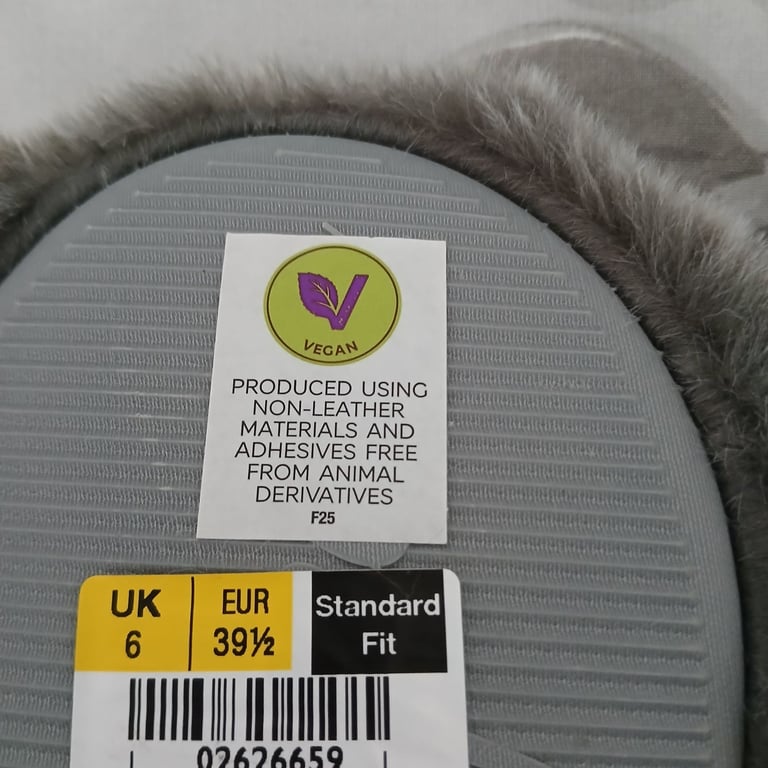 VEGAN
PRODUCED USING
NON-LEATHER
MATERIALS AND
ADHESIVES FREE
FROM ANIMAL
DERIVATIVES
F25
UK
6
EUR
39½
Standard
Fit
02626659